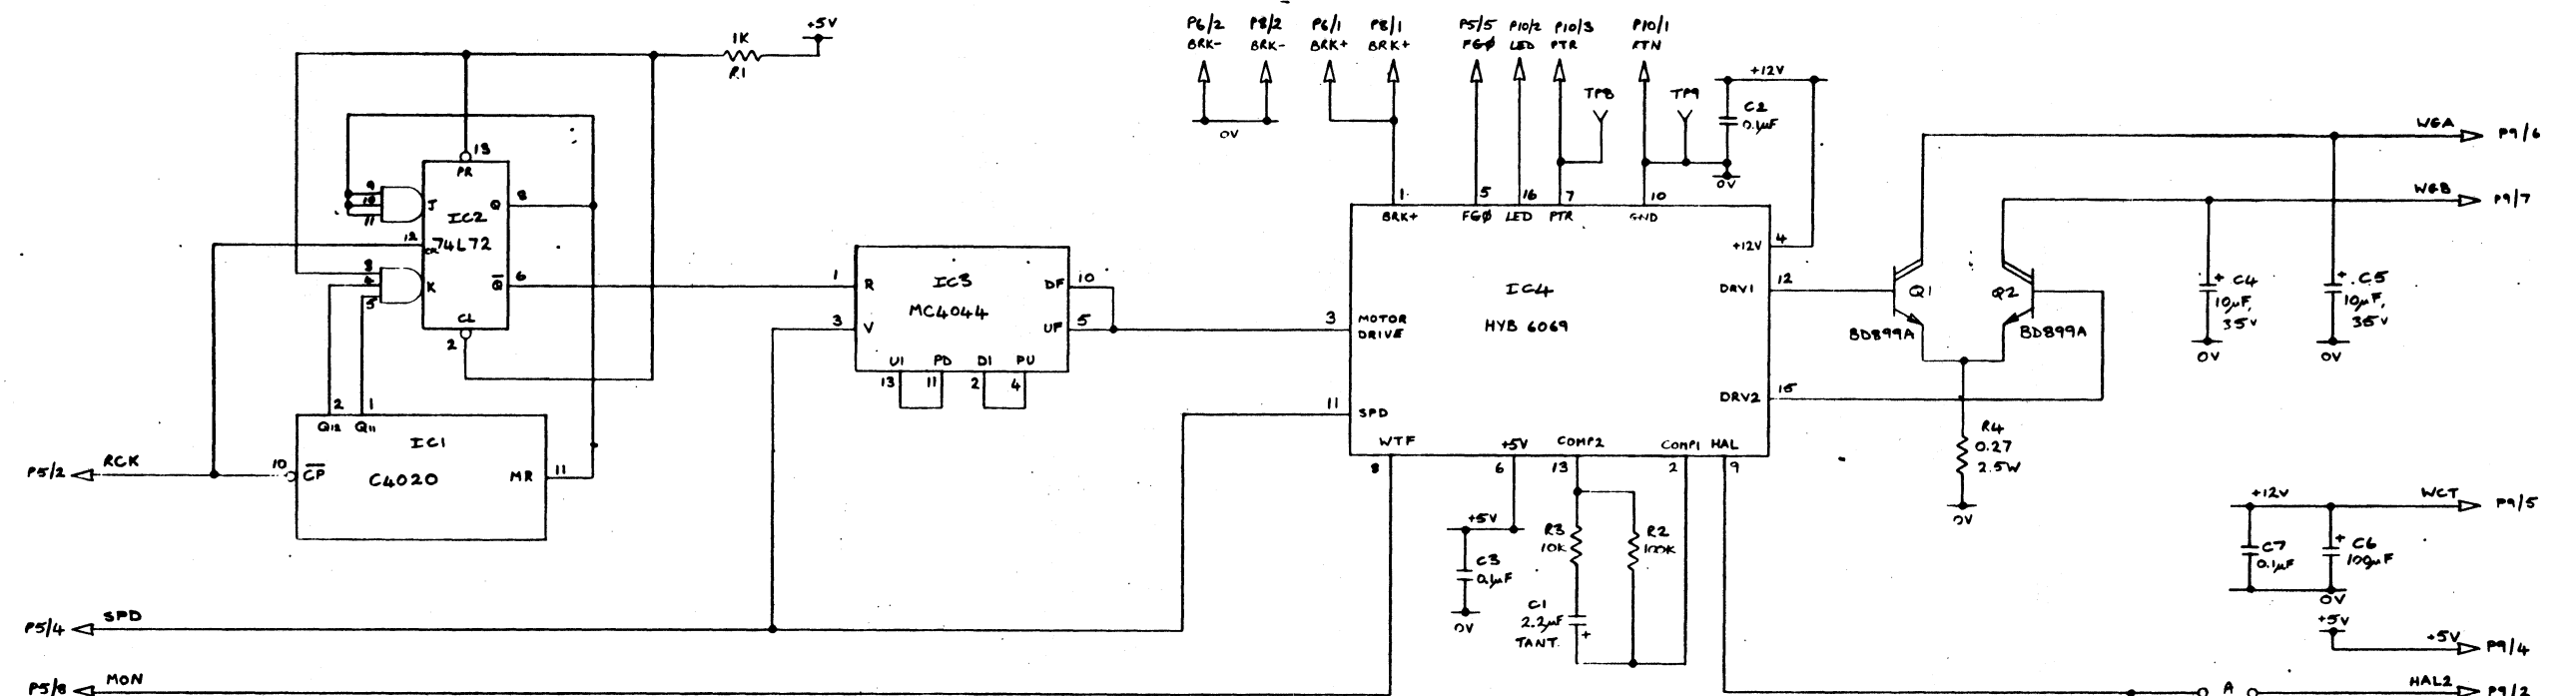 +5V
1K
R1
P6/2 P8/2 P6/1 P8/1 P5/5 P10/2 P10/3 P10/1
BRK- BRK- BRK+ BRK+ FGØ LED PTR RTN
0V
TP8
TP9
+12V
C2
0.1µF
0V
WGA P9/6
WGB P9/7
13
PR
9
10
11
J
IC2
Q
8
12
74L72
3
4
5
K
Q̅
6
CL
2
1
R
IC3
MC4044
DF
10
3
V
UF
5
UI PD DI PU
13 11 2 4
1 5 16 7 10
BRK+ FGØ LED PTR GND
+12V
4
IC4
HYB 6069
DRV1
12
3
MOTOR
DRIVE
DRV2
15
11
SPD
WTF +5V COMP2 COMP1 HAL
8 6 13 2 9
Q1
BD899A
Q2
BD899A
+ C4
10µF,
35V
0V
+ C5
10µF,
35V
0V
R4
0.27
2.5W
0V
2 1
Q12 Q11
IC1
C4020
P5/2 RCK
10
C̅P̅
MR
11
+5V
C3
0.1µF
0V
R3
10K
R2
100K
C1
2.2µF
TANT.
+
+12V
WCT P9/5
C7
0.1µF
+ C6
100µF
0V
+5V
+5V P9/4
P5/4 SPD
P5/8 MON
A
HAL2 P9/2